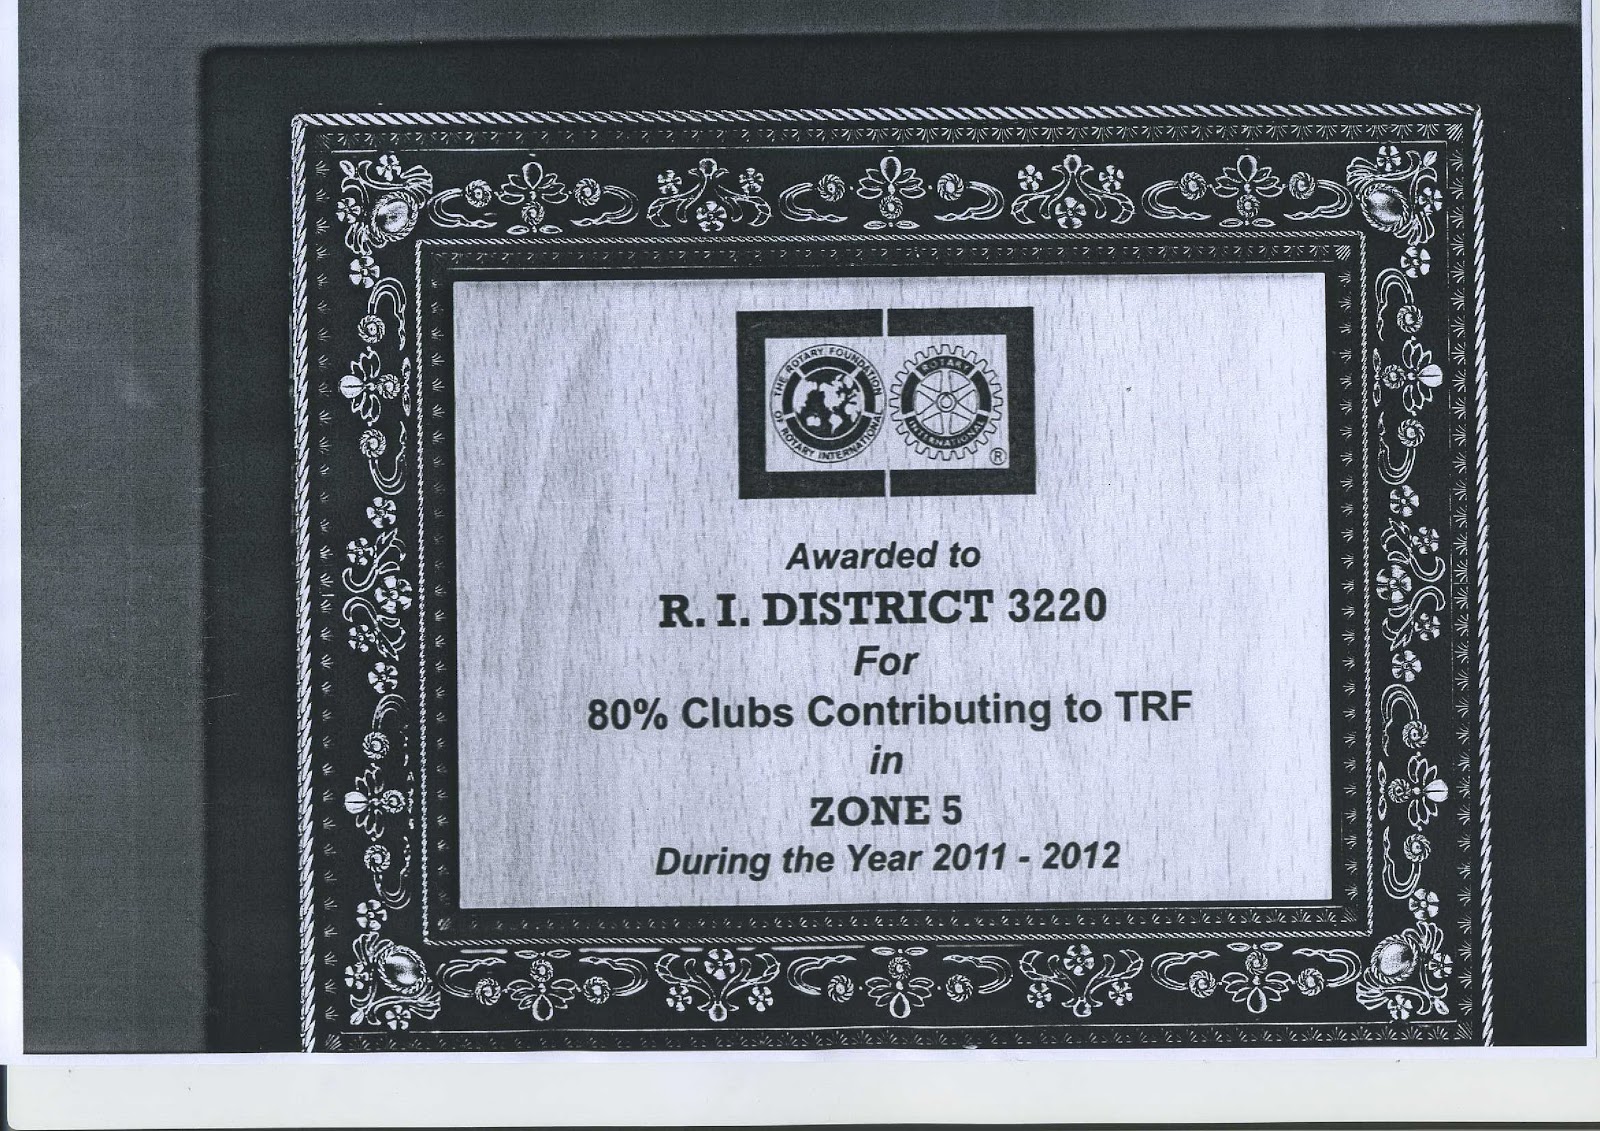 THE ROTARY FOUNDATION
OF ROTARY INTERNATIONAL
ROTARY
INTERNATIONAL
®
Awarded to
R. I. DISTRICT 3220
For
80% Clubs Contributing to TRF
in
ZONE 5
During the Year 2011 - 2012